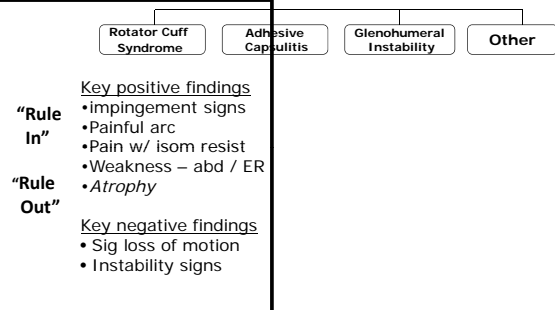 Rotator Cuff
Syndrome
Adhesive
Capsulitis
Glenohumeral
Instability
Other
"Rule
In"
"Rule
Out"
Key positive findings
•impingement signs
•Painful arc
•Pain w/ isom resist
•Weakness – abd / ER
•Atrophy
Key negative findings
• Sig loss of motion
• Instability signs